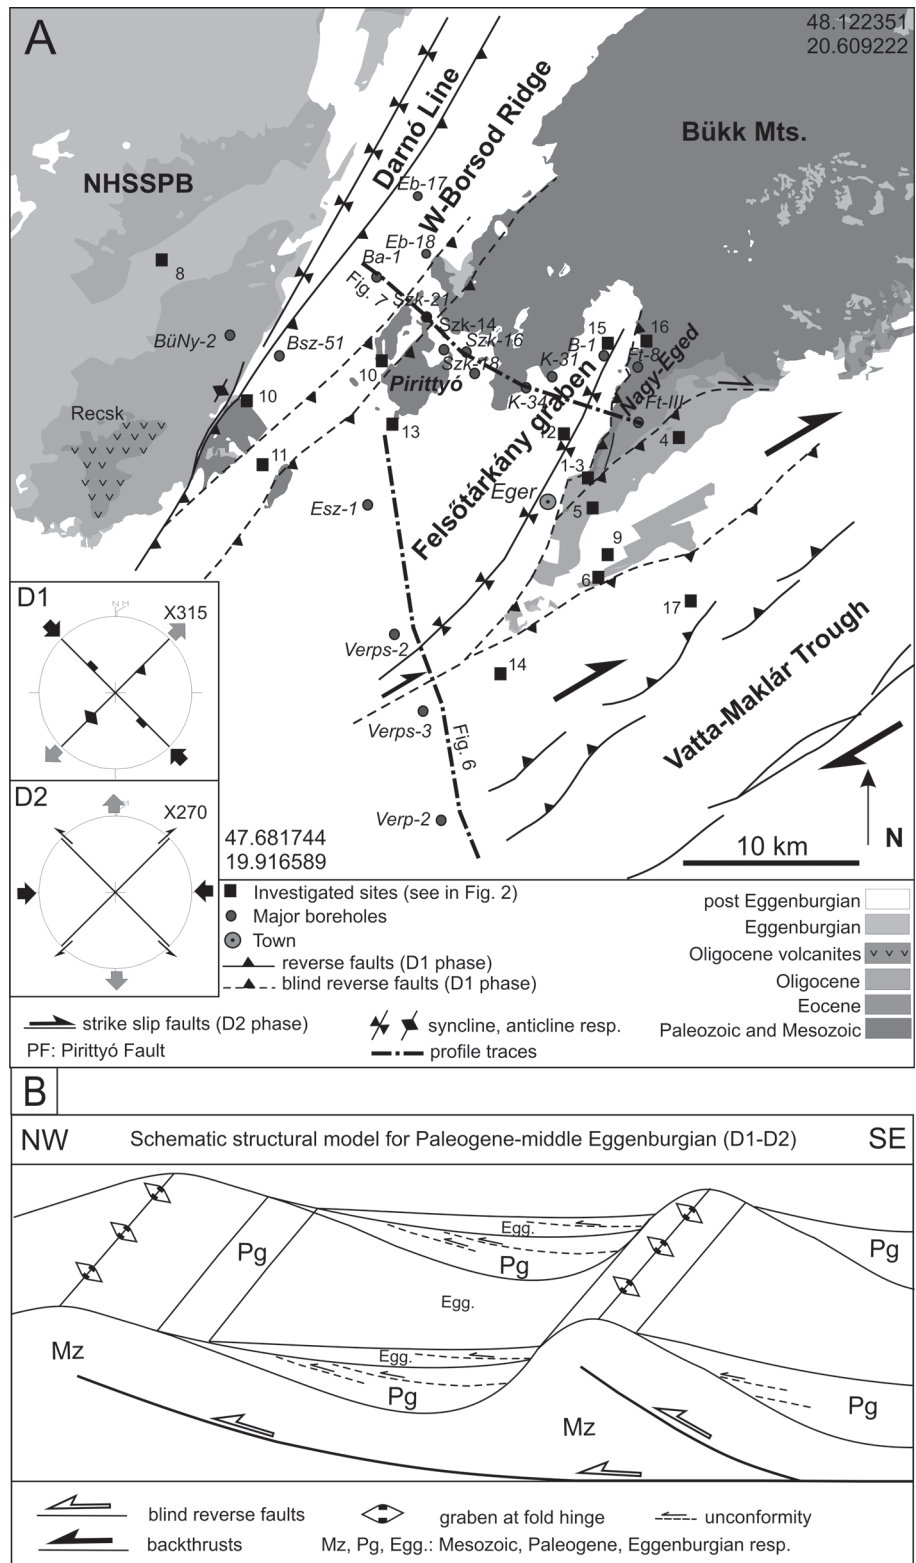 A
48.122351
20.609222
Bükk Mts.
NHSSPB
Darnó Line
W-Borsod Ridge
Eb-17
8
Eb-18
Ba-1
Fig. 7
Szk-21
BüNy-2
Bsz-51
Szk-14
Szk-16
Szk-18
15
16
B-1
Ft-8
K-31
K-34
Nagy-Eged
Ft-III
10
Pirittyó
10
Recsk
13
12
4
11
1-3
Felsőtárkány graben
Esz-1
Eger
5
9
6
17
D1
N M
X315
Verps-2
14
Vatta-Maklár Trough
Verps-3
Fig. 6
D2
X270
Verp-2
47.681744
19.916589
10 km
N
Investigated sites (see in Fig. 2)
Major boreholes
Town
reverse faults (D1 phase)
blind reverse faults (D1 phase)
strike slip faults (D2 phase)
PF: Pirittyó Fault
syncline, anticline resp.
profile traces
post Eggenburgian
Eggenburgian
Oligocene volcanites
Oligocene
Eocene
Paleozoic and Mesozoic
B
NW
Schematic structural model for Paleogene-middle Eggenburgian (D1-D2)
SE
Egg.
Pg
Pg
Pg
Egg.
Mz
Egg.
Pg
Pg
Mz
blind reverse faults
graben at fold hinge
unconformity
backthrusts
Mz, Pg, Egg.: Mesozoic, Paleogene, Eggenburgian resp.